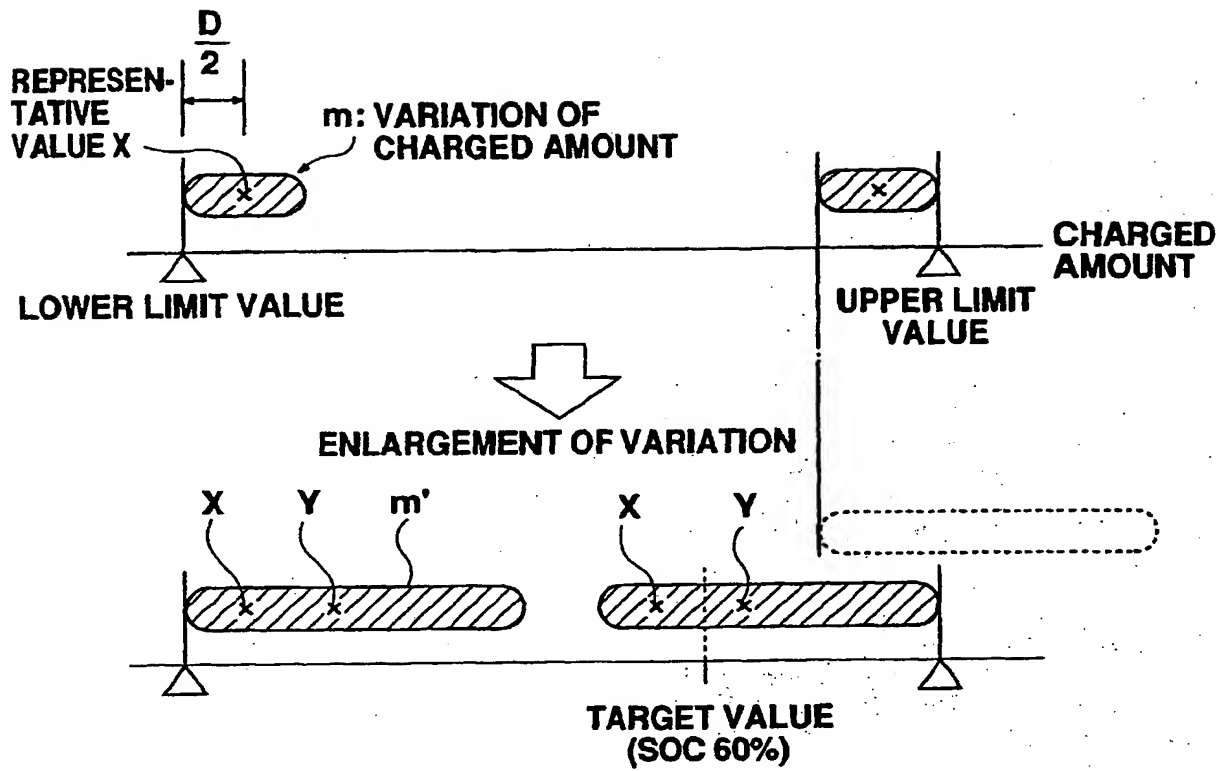 D
2
REPRESEN-
TATIVE
VALUE X
m: VARIATION OF
CHARGED AMOUNT
CHARGED
AMOUNT
LOWER LIMIT VALUE
UPPER LIMIT
VALUE
ENLARGEMENT OF VARIATION
X Y m' X Y
TARGET VALUE
(SOC 60%)